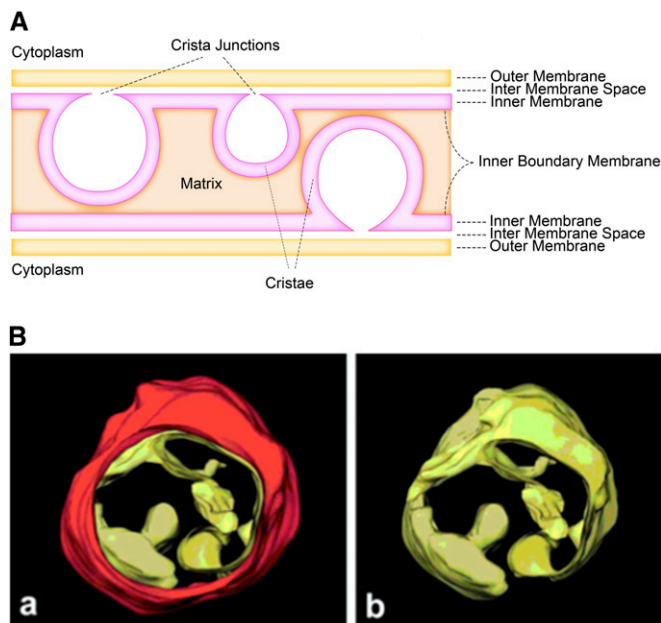 A
Cytoplasm
Crista Junctions
Outer Membrane
Inter Membrane Space
Inner Membrane
Inner Boundary Membrane
Matrix
Inner Membrane
Inter Membrane Space
Outer Membrane
Cytoplasm
Cristae
B
a
b